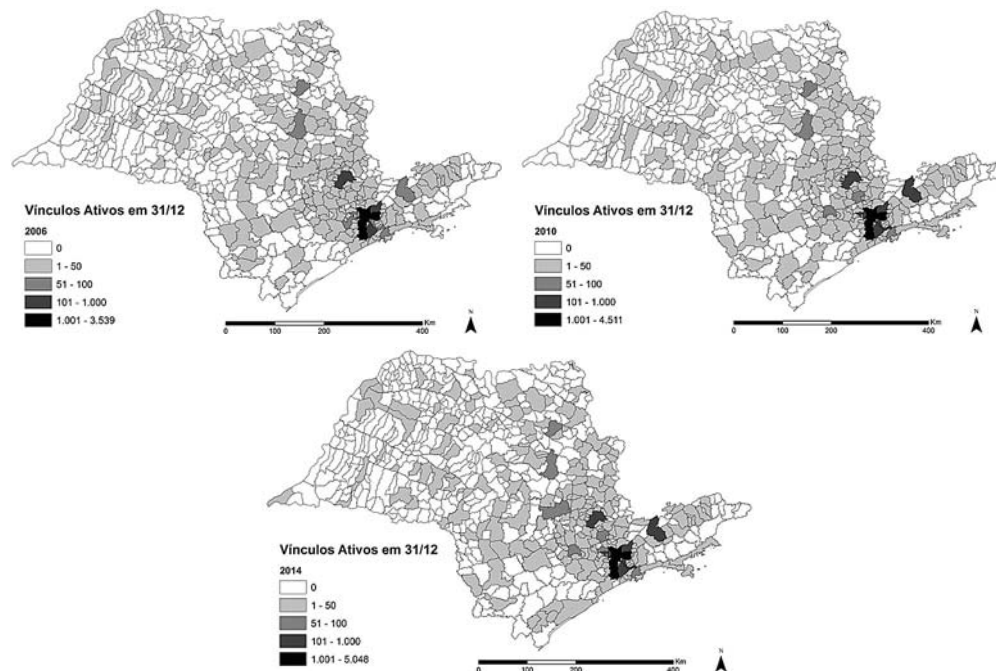 Vínculos Ativos em 31/12
2006
0
1 - 50
51 - 100
101 - 1.000
1.001 - 3.539
Km
0 100 200 400
N
Vínculos Ativos em 31/12
2010
0
1 - 50
51 - 100
101 - 1.000
1.001 - 4.511
Km
0 100 200 400
N
Vínculos Ativos em 31/12
2014
0
1 - 50
51 - 100
101 - 1.000
1.001 - 5.048
Km
0 100 200 400
N